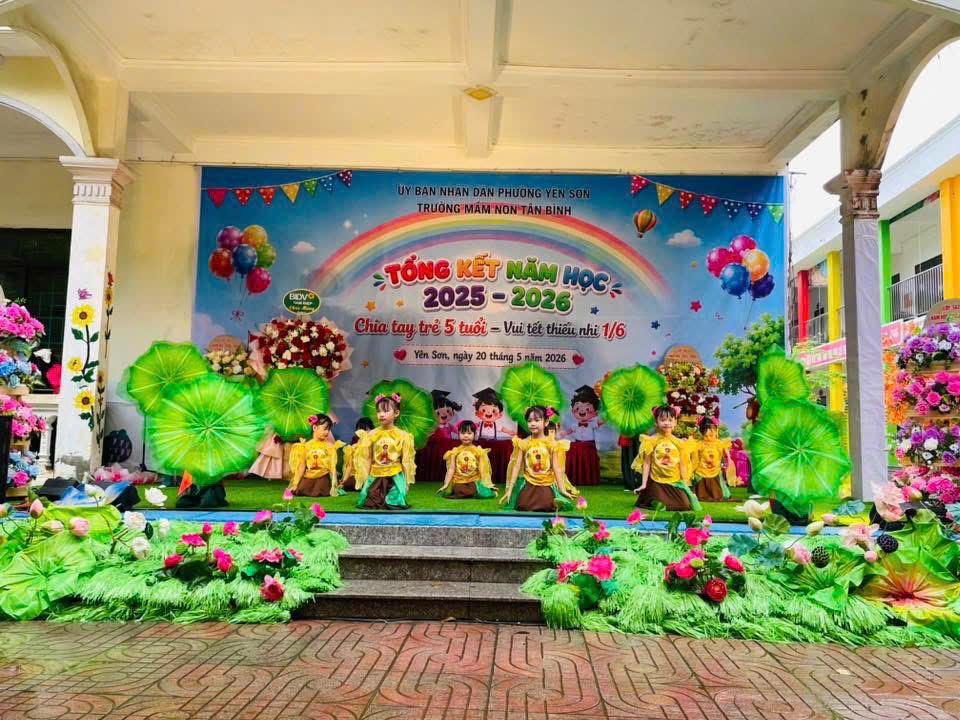 ỦY BAN NHÂN DÂN PHƯỜNG YÊN SƠN
TRƯỜNG MẦM NON TÂN BÌNH
TỔNG KẾT NĂM HỌC
2025 - 2026
Chia tay trẻ 5 tuổi – Vui tết thiếu nhi 1/6
Yên Sơn, ngày 20 tháng 5 năm 2026
BIDV
TAM ĐIỆP